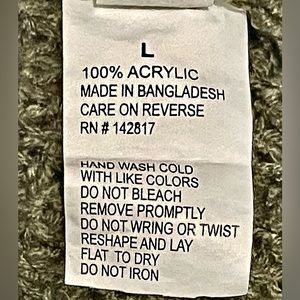 L
100% ACRYLIC
MADE IN BANGLADESH
CARE ON REVERSE
RN # 142817
HAND WASH COLD
WITH LIKE COLORS
DO NOT BLEACH
REMOVE PROMPTLY
DO NOT WRING OR TWIST
RESHAPE AND LAY
FLAT TO DRY
DO NOT IRON